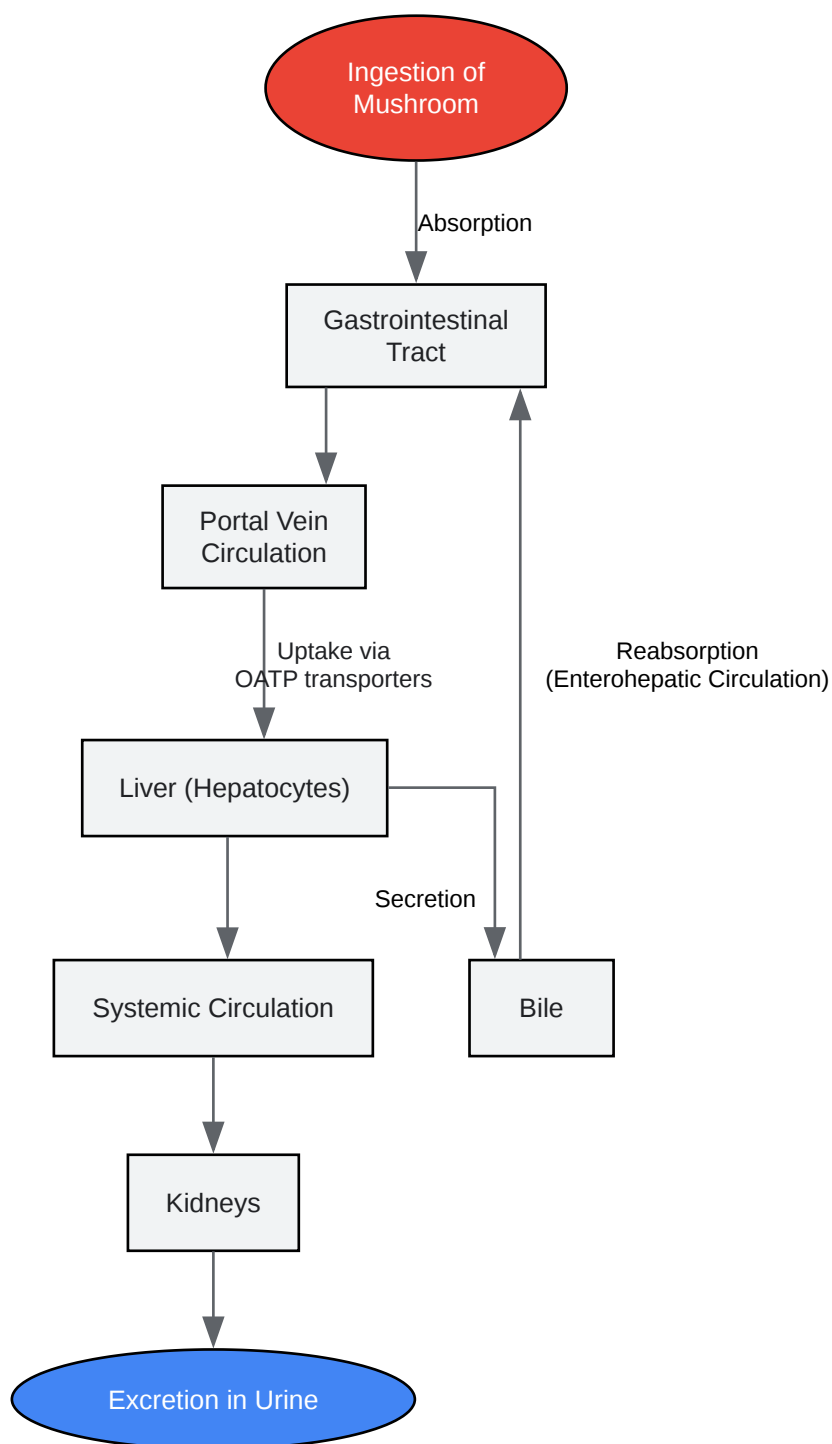 Ingestion of
Mushroom
Absorption
Gastrointestinal
Tract
Portal Vein
Circulation
Uptake via
OATP transporters
Reabsorption
(Enterohepatic Circulation)
Liver (Hepatocytes)
Secretion
Systemic Circulation
Bile
Kidneys
Excretion in Urine